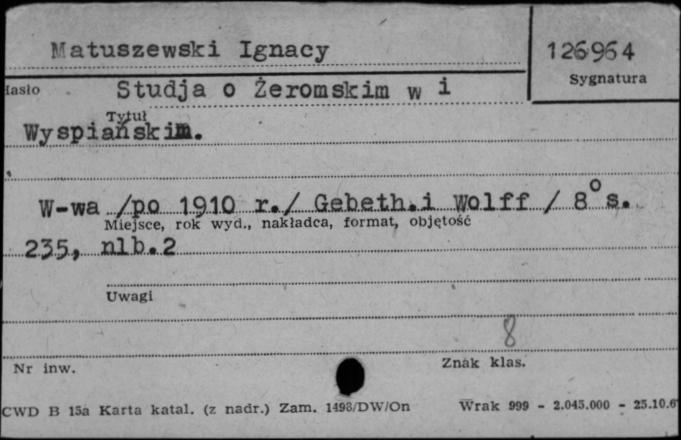 Matuszewski Ignacy
126964
Sygnatura
Hasło
Studja o Żeromskim w i
Tytuł
Wyspiańskim.
W-wa /po 1910 r./ Gebeth.i Wolff / 8° s.
Miejsce, rok wyd., nakładca, format, objętość
235, nlb.2
Uwagi
8
Nr inw.
Znak klas.
CWD B 15a Karta katal. (z nadr.) Zam. 1498/DW/On
Wrak 999 - 2.045.000 - 25.10.6